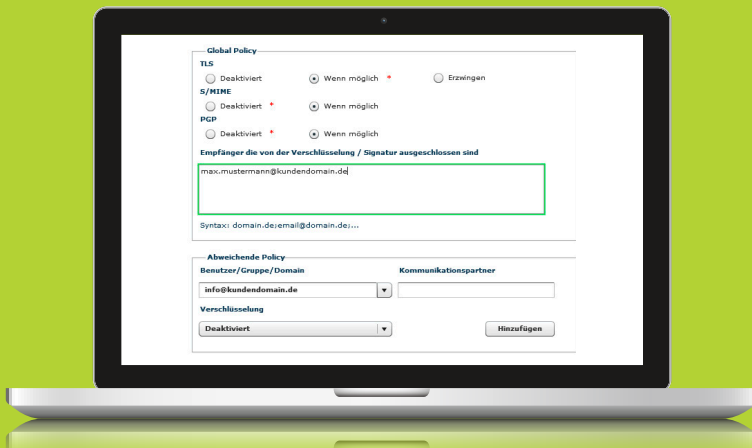 Global Policy
TLS
Deaktiviert Wenn möglich * Erzwingen
S/MIME
Deaktiviert * Wenn möglich
PGP
Deaktiviert * Wenn möglich
Empfänger die von der Verschlüsselung / Signatur ausgeschlossen sind
max.mustermann@kundendomain.de
Syntax: domain.de;email@domain.de;...
Abweichende Policy
Benutzer/Gruppe/Domain Kommunikationspartner
info@kundendomain.de
Verschlüsselung
Deaktiviert Hinzufügen